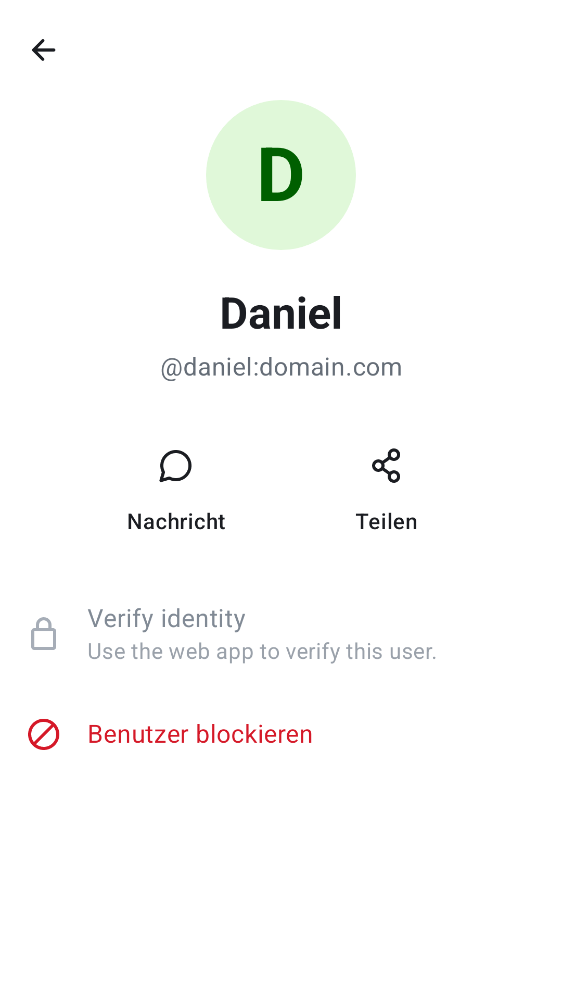 D
Daniel
@daniel:domain.com
Nachricht
Teilen
Verify identity
Use the web app to verify this user.
Benutzer blockieren